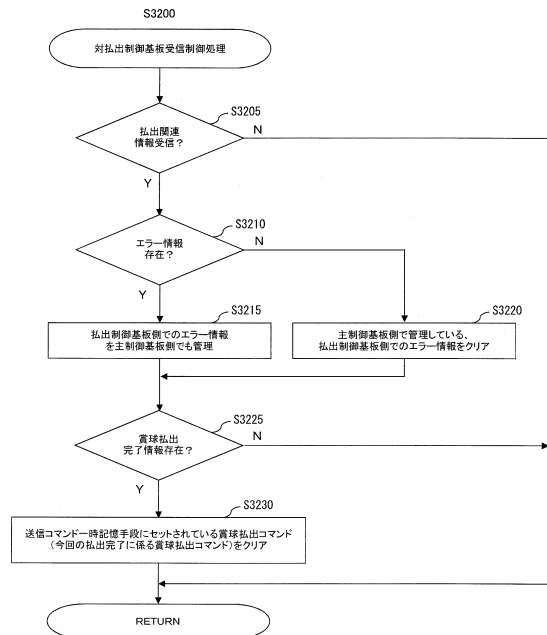 S3200
対払出制御基板受信制御処理
S3205
払出関連
情報受信？
N
Y
S3210
エラー情報
存在？
N
Y
S3215
払出制御基板側でのエラー情報
を主制御基板側でも管理
S3220
主制御基板側で管理している、
払出制御基板側でのエラー情報をクリア
S3225
賞球払出
完了情報存在？
N
Y
S3230
送信コマンド一時記憶手段にセットされている賞球払出コマンド
（今回の払出完了に係る賞球払出コマンド）をクリア
RETURN